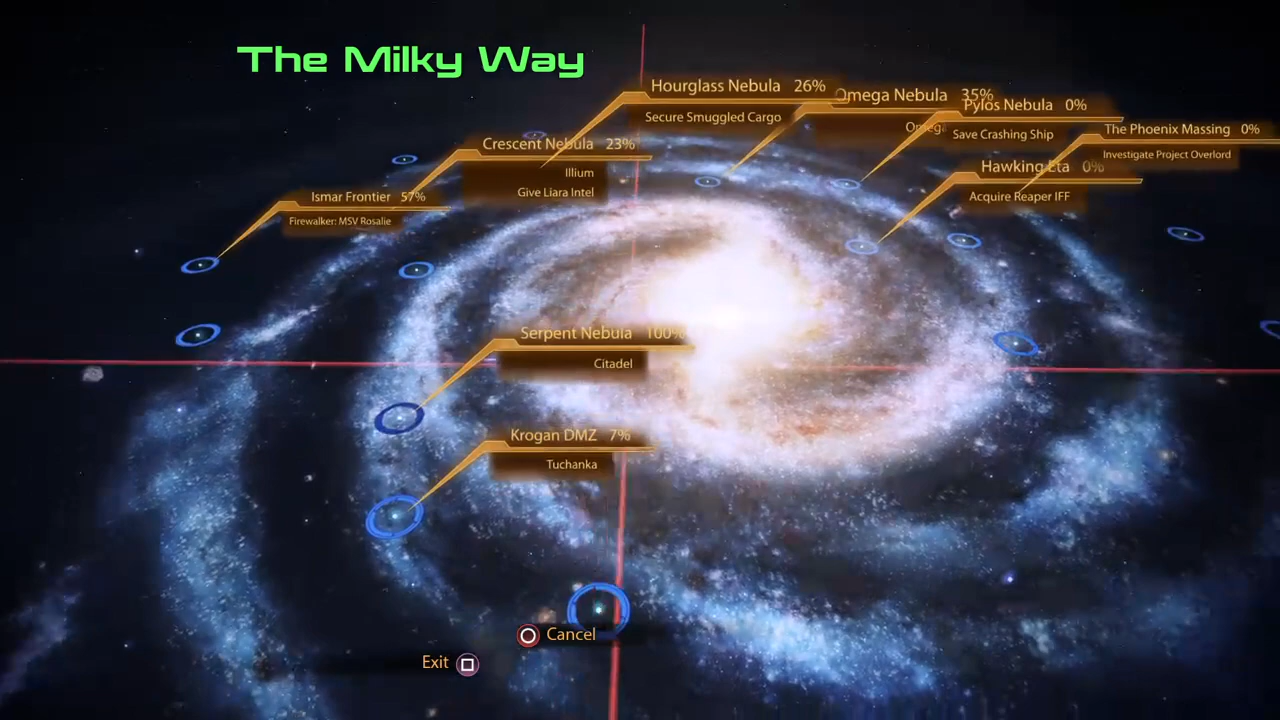 The Milky Way
Hourglass Nebula 26%
Secure Smuggled Cargo
Omega Nebula 35%
Omega
Pylos Nebula 0%
Save Crashing Ship
The Phoenix Massing 0%
Investigate Project Overlord
Crescent Nebula 23%
Illium
Give Liara Intel
Hawking Eta 0%
Acquire Reaper IFF
Ismar Frontier 57%
Firewalker: MSV Rosalie
Serpent Nebula 100%
Citadel
Krogan DMZ 7%
Tuchanka
Cancel
Exit